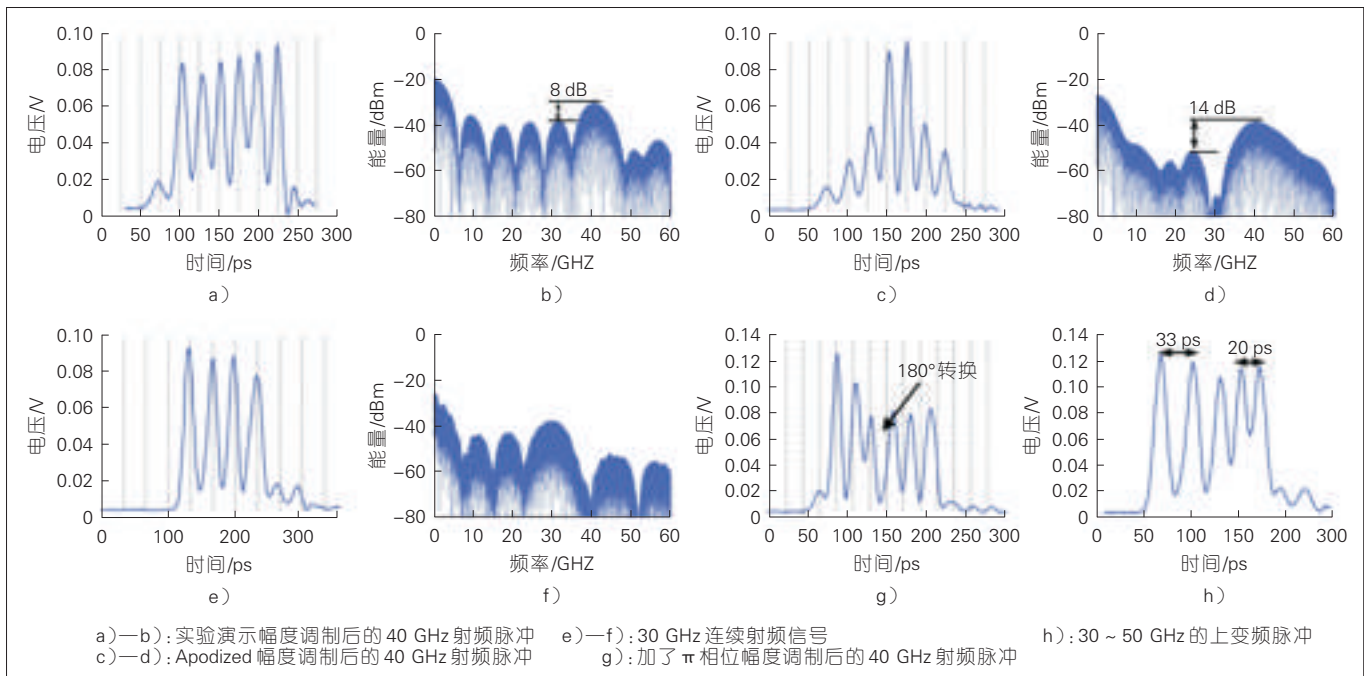 0.10
0.08
0.06
0.04
0.02
0
电压/V
0 50 100 150 200 250 300
时间/ps
a）
0
−20
−40
−60
−80
能量/dBm
8 dB
0 10 20 30 40 50 60
频率/GHZ
b）
0.10
0.08
0.06
0.04
0.02
0
电压/V
0 50 100 150 200 250 300
时间/ps
c）
0
−20
−40
−60
−80
能量/dBm
14 dB
0 10 20 30 40 50 60
频率/GHZ
d）
0.10
0.08
0.06
0.04
0.02
0
电压/V
0 100 200 300
时间/ps
e）
0
−20
−40
−60
−80
能量/dBm
0 10 20 30 40 50 60
频率/GHZ
f）
0.14
0.12
0.10
0.08
0.06
0.04
0.02
0
电压/V
180°转换
0 50 100 150 200 250 300
时间/ps
g）
0.14
0.12
0.10
0.08
0.06
0.04
0.02
0
电压/V
33 ps
20 ps
0 50 100 150 200 250 300
时间/ps
h）
a）—b）：实验演示幅度调制后的 40 GHz 射频脉冲 e）—f）：30 GHz 连续射频信号 h）：30 ~ 50 GHz 的上变频脉冲
c）—d）：Apodized 幅度调制后的 40 GHz 射频脉冲 g）：加了 π 相位幅度调制后的 40 GHz 射频脉冲